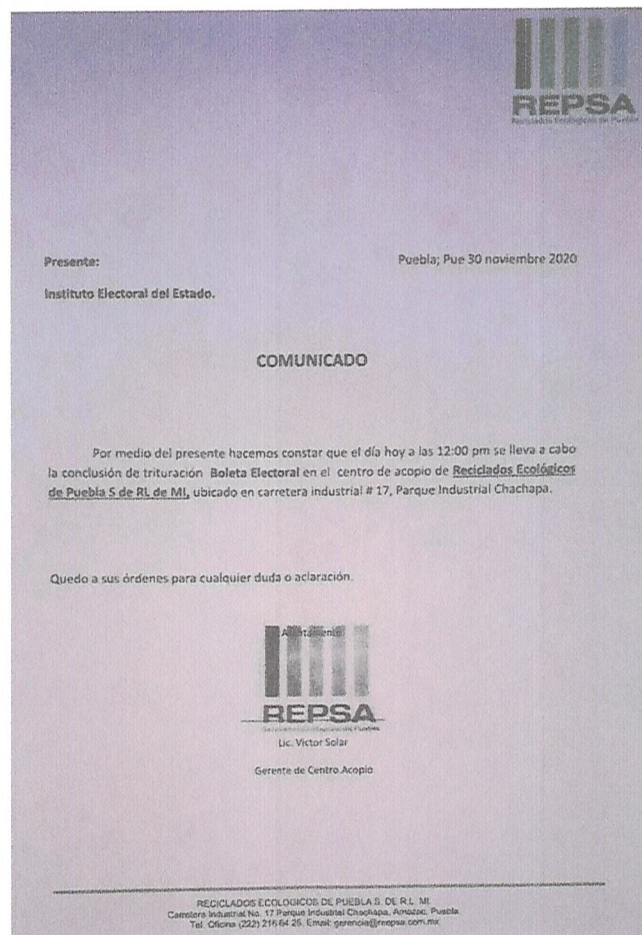 REPSA
Reciclados Ecológicos de Puebla
Presente:
Puebla; Pue 30 noviembre 2020
Instituto Electoral del Estado.
COMUNICADO
Por medio del presente hacemos constar que el día hoy a las 12:00 pm se lleva a cabo
la conclusión de trituración Boleta Electoral en el centro de acopio de Reciclados Ecológicos
de Puebla S de RL de MI, ubicado en carretera industrial # 17, Parque Industrial Chachapa.
Quedo a sus órdenes para cualquier duda o aclaración.
Atentamente
REPSA
Lic. Victor Solar
Gerente de Centro Acopio
RECICLADOS ECOLOGICOS DE PUEBLA S. DE R.L. MI.
Carretera Industrial No. 17 Parque Industrial Chachapa, Amozoc, Puebla.
Tel. Oficina (222) 216 64 25, Email: